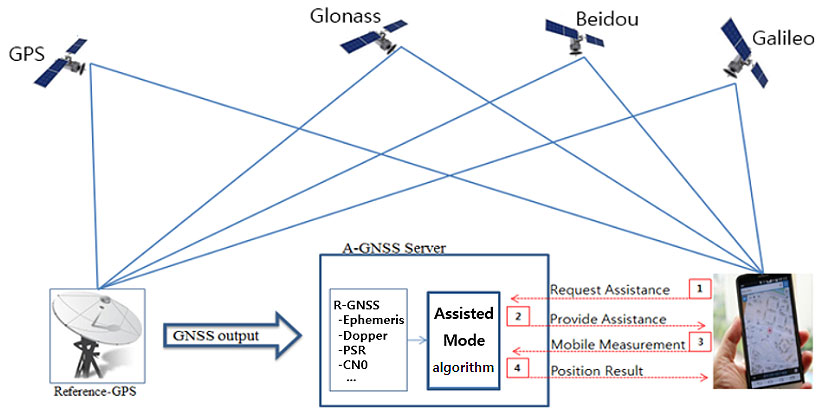 GPS
Glonass
Beidou
Galileo
A-GNSS Server
R-GNSS
-Ephemeris
-Dopper
-PSR
-CN0
...
Assisted
Mode
algorithm
GNSS output
Reference-GPS
Request Assistance
1
2
Provide Assistance
Mobile Measurement
3
4
Position Result